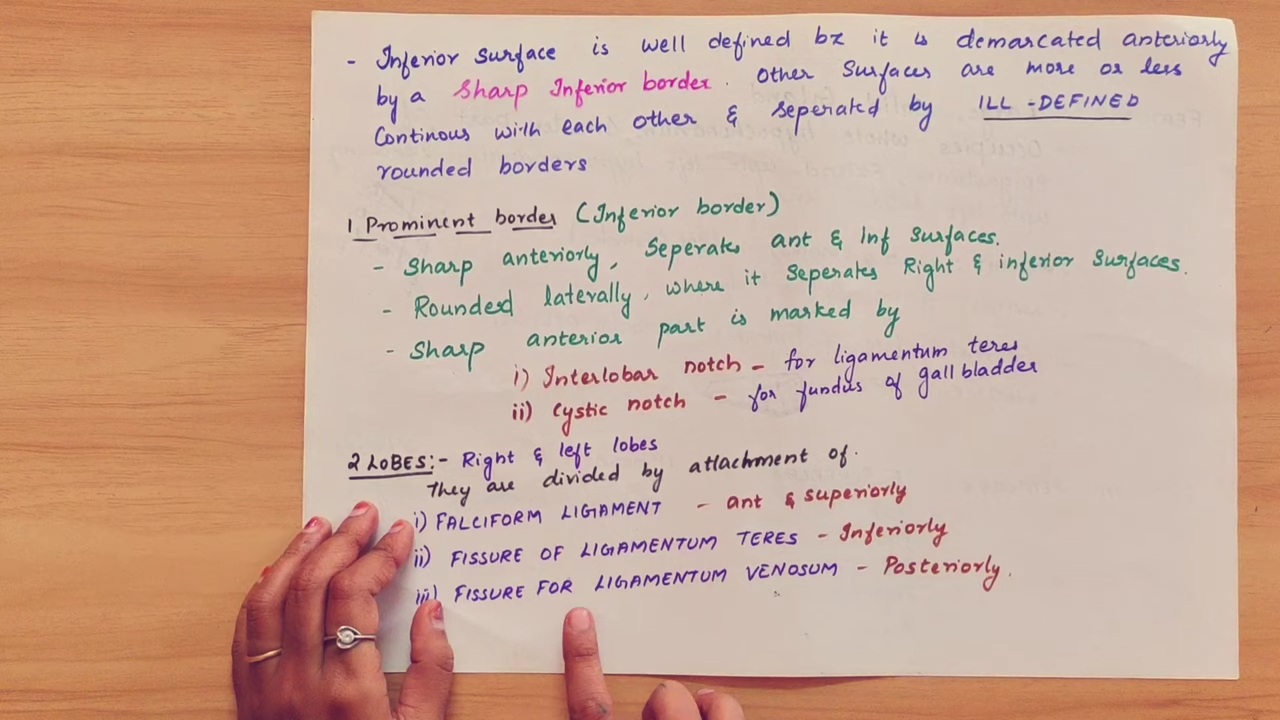 - Inferior surface is well defined bz it is demarcated anteriorly
by a Sharp Inferior border. Other Surfaces are more or less
Continous with each other & seperated by ILL-DEFINED
rounded borders
1 Prominent border (Inferior border)
- Sharp anteriorly, Seperates ant & Inf Surfaces.
- Rounded laterally, where it Seperates Right & inferior Surfaces.
- Sharp anterior part is marked by
i) Interlobar notch - for ligamentum teres
ii) Cystic notch - for fundus of gall bladder
2 LOBES:- Right & left lobes
They are divided by attachment of.
i) FALCIFORM LIGAMENT - ant & superiorly
ii) FISSURE OF LIGAMENTUM TERES - Inferiorly
iii) FISSURE FOR LIGAMENTUM VENOSUM - Posteriorly.